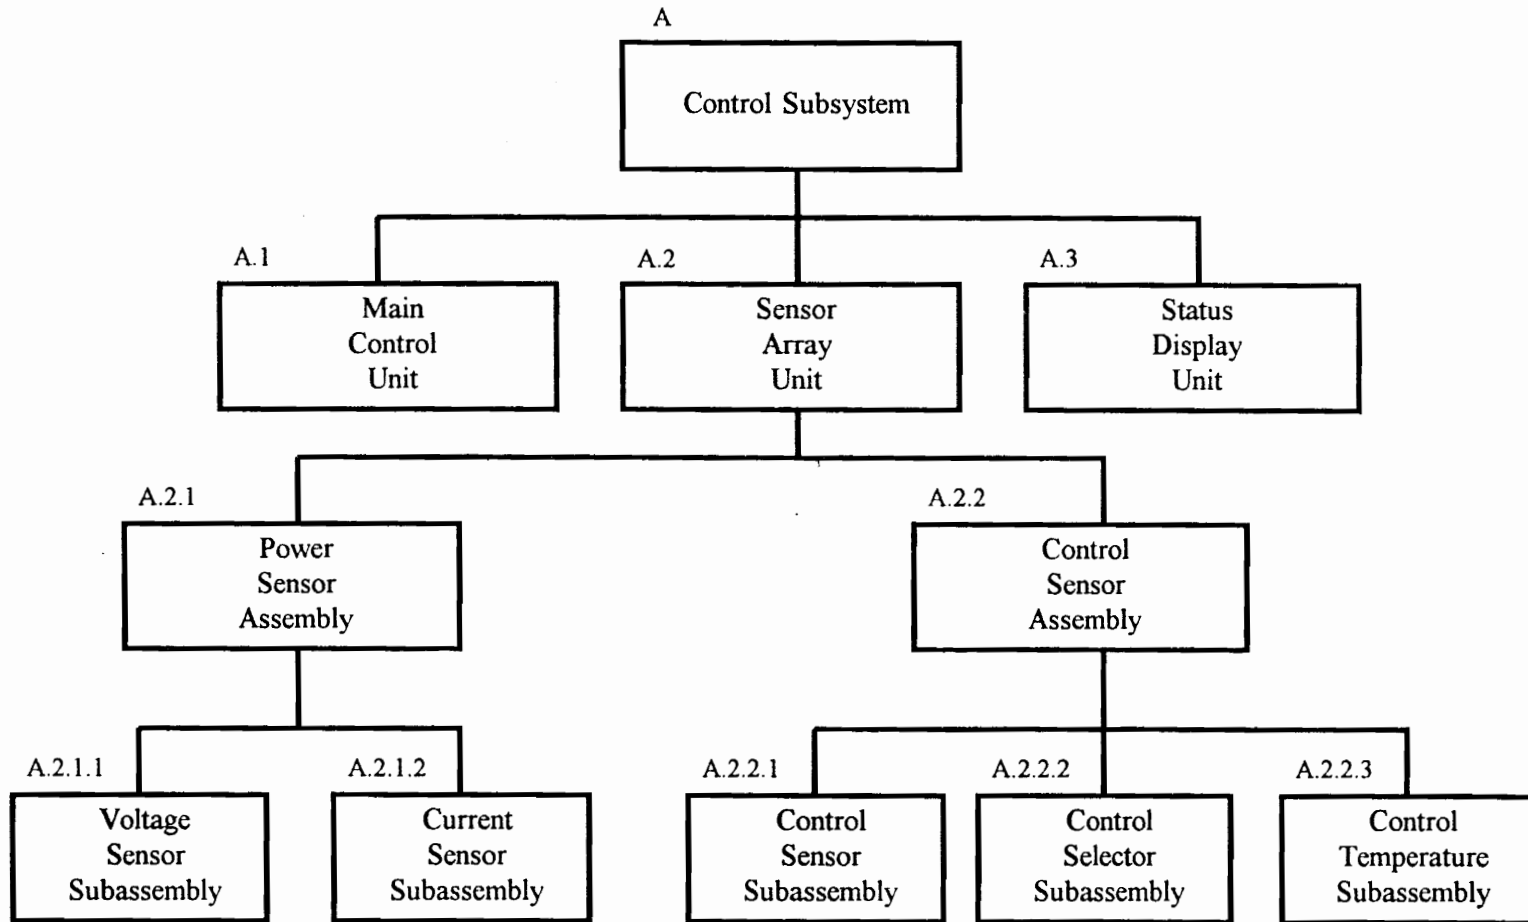 A
Control Subsystem
A.1
Main
Control
Unit
A.2
Sensor
Array
Unit
A.3
Status
Display
Unit
A.2.1
Power
Sensor
Assembly
A.2.2
Control
Sensor
Assembly
A.2.1.1
Voltage
Sensor
Subassembly
A.2.1.2
Current
Sensor
Subassembly
A.2.2.1
Control
Sensor
Subassembly
A.2.2.2
Control
Selector
Subassembly
A.2.2.3
Control
Temperature
Subassembly